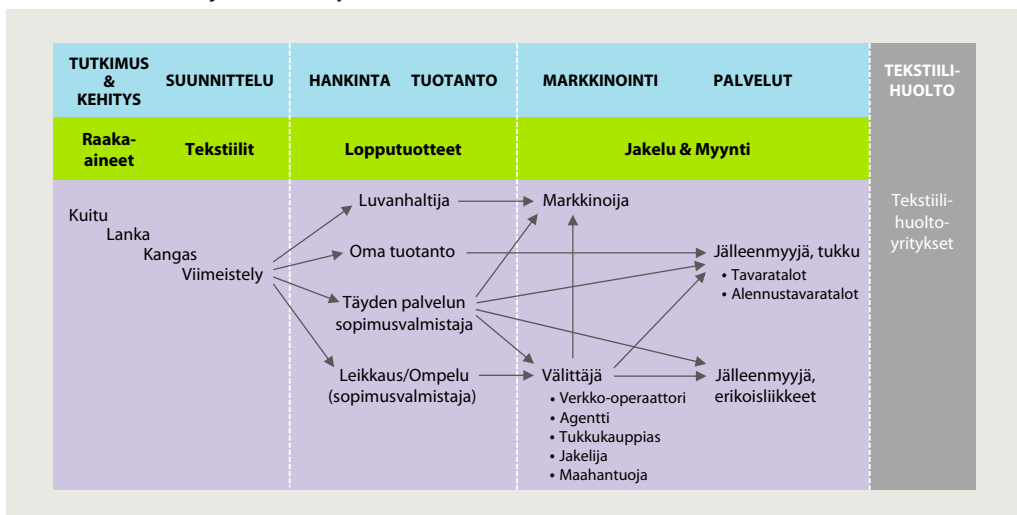 TUTKIMUS
&
KEHITYS
SUUNNITTELU
HANKINTA
TUOTANTO
MARKKINOINTI
PALVELUT
TEKSTIILI-
HUOLTO
Raaka-
aineet
Tekstiilit
Lopputuotteet
Jakelu & Myynti
Kuitu
Lanka
Kangas
Viimeistely
Luvanhaltija
Oma tuotanto
Täyden palvelun
sopimusvalmistaja
Leikkaus/Ompelu
(sopimusvalmistaja)
Markkinoija
Välittäjä
• Verkko-operaattori
• Agentti
• Tukkukauppias
• Jakelija
• Maahantuoja
Jälleenmyyjä, tukku
• Tavaratalot
• Alennustavaratalot
Jälleenmyyjä,
erikoisliikkeet
Tekstiili-
huolto-
yritykset